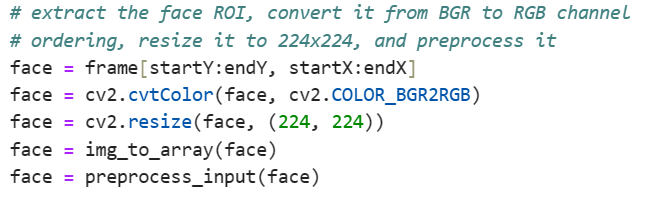 # extract the face ROI, convert it from BGR to RGB channel
# ordering, resize it to 224x224, and preprocess it
face = frame[startY:endY, startX:endX]
face = cv2.cvtColor(face, cv2.COLOR_BGR2RGB)
face = cv2.resize(face, (224, 224))
face = img_to_array(face)
face = preprocess_input(face)